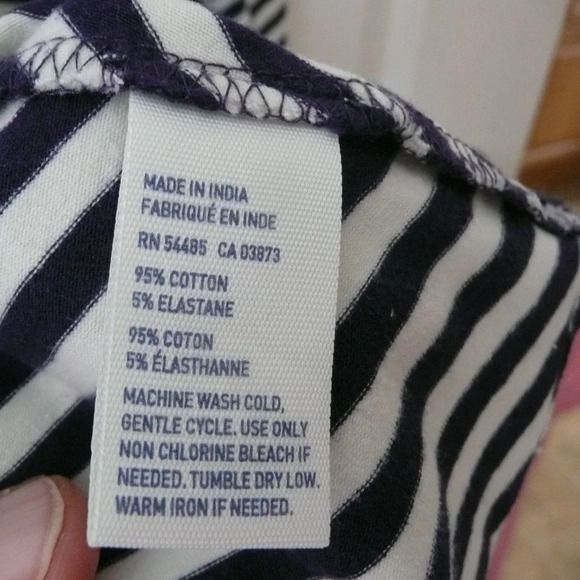 MADE IN INDIA
FABRIQUÉ EN INDE
RN 54485 CA 03873
95% COTTON
5% ELASTANE
95% COTON
5% ÉLASTHANNE
MACHINE WASH COLD,
GENTLE CYCLE. USE ONLY
NON CHLORINE BLEACH IF
NEEDED. TUMBLE DRY LOW.
WARM IRON IF NEEDED.